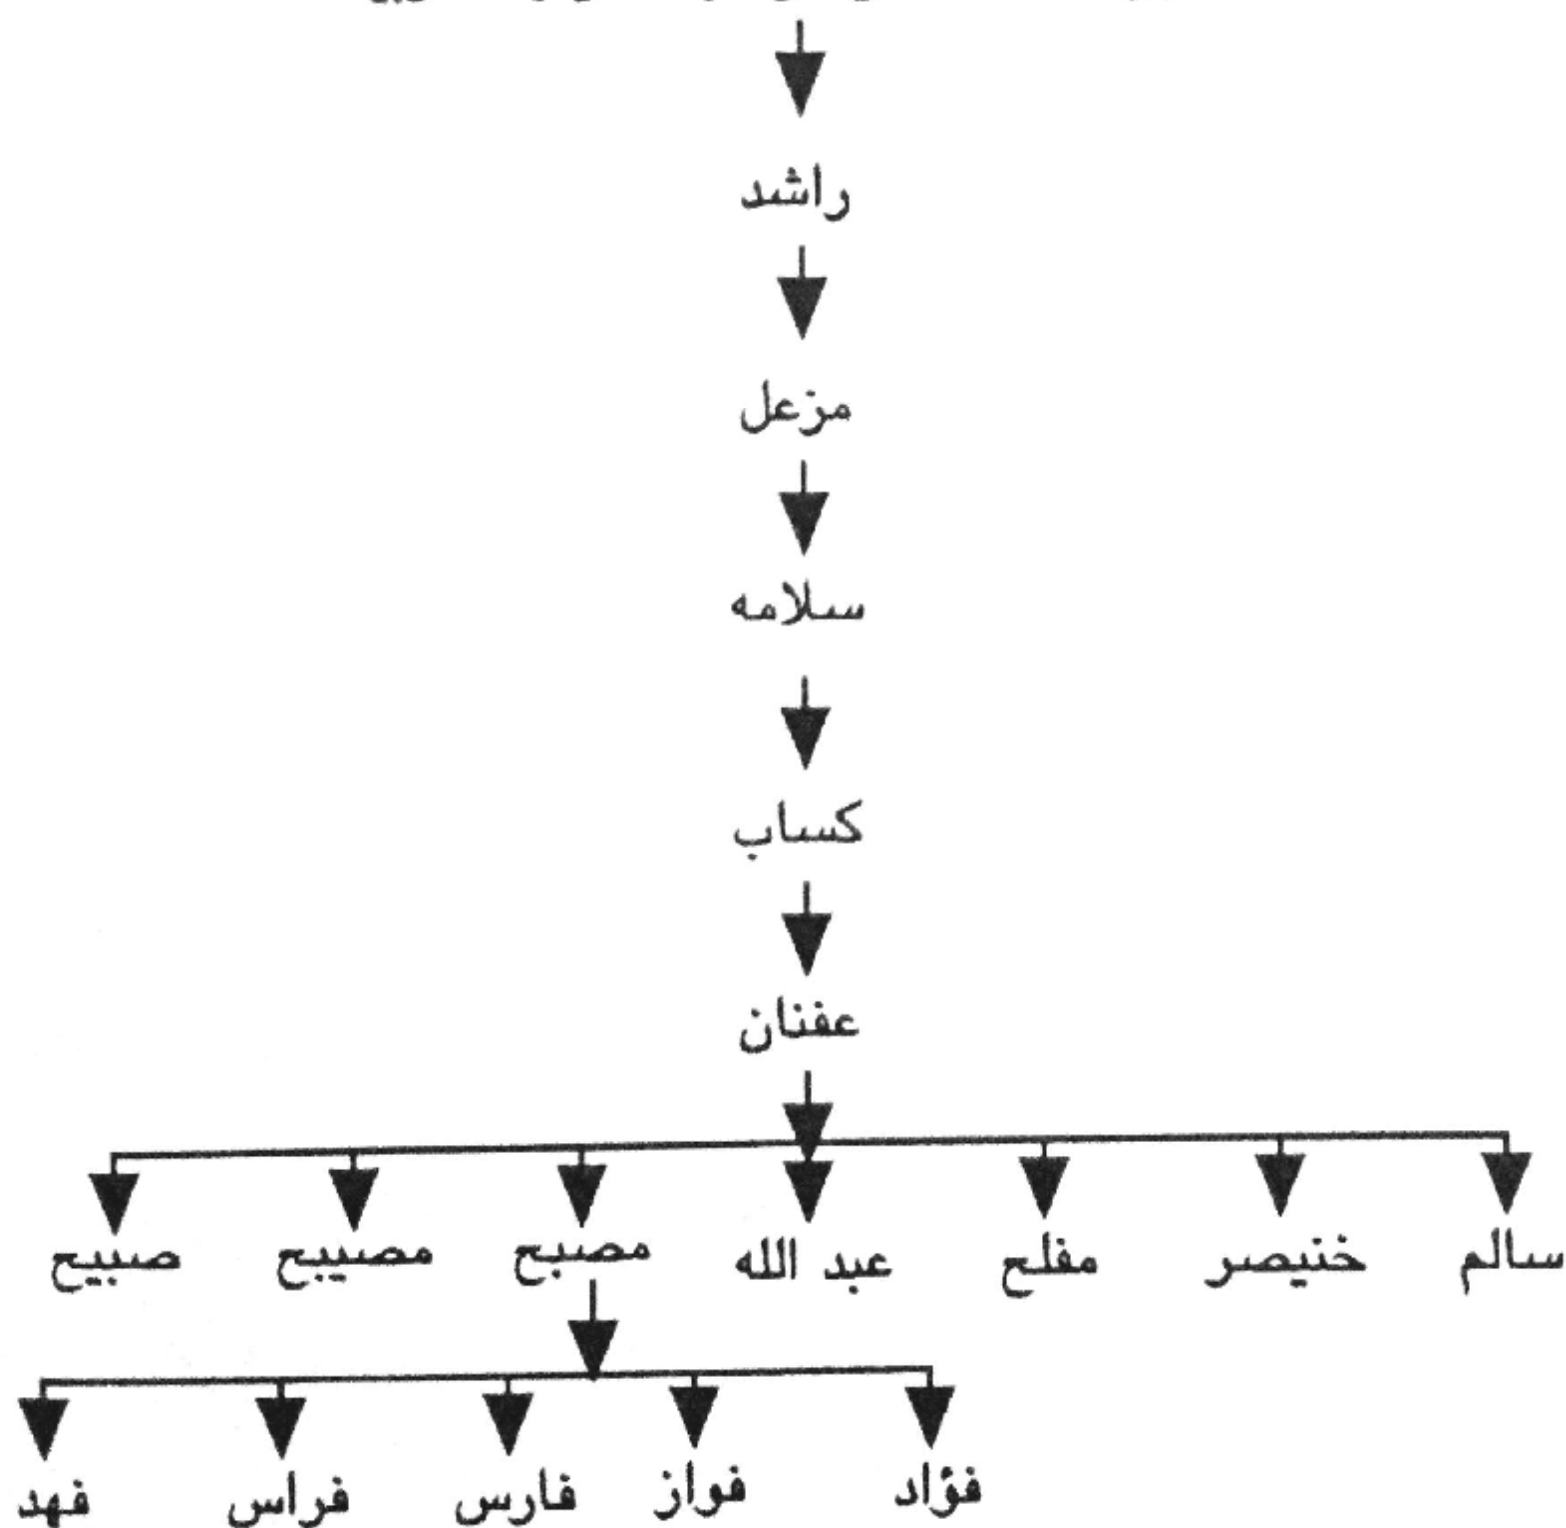 راشد
مزعل
سلامه
كساب
عفنان
سالم خنيصر مفلح عبد الله مصبح مصيبح صبيح
فؤاد فواز فارس فراس فهد